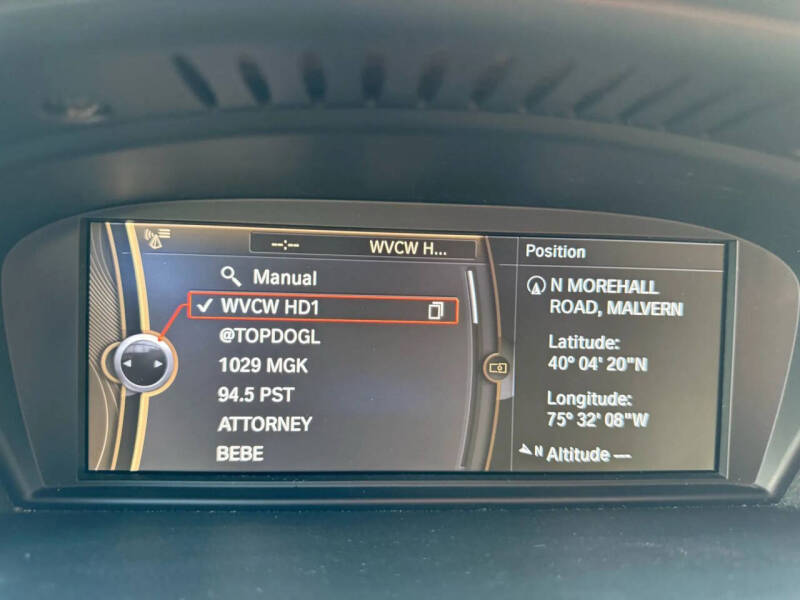 --:--
WVCW H...
Manual
WVCW HD1
@TOPDOGL
1029 MGK
94.5 PST
ATTORNEY
BEBE
Position
N MOREHALL
ROAD, MALVERN
Latitude:
40° 04' 20"N
Longitude:
75° 32' 08"W
N Altitude ---